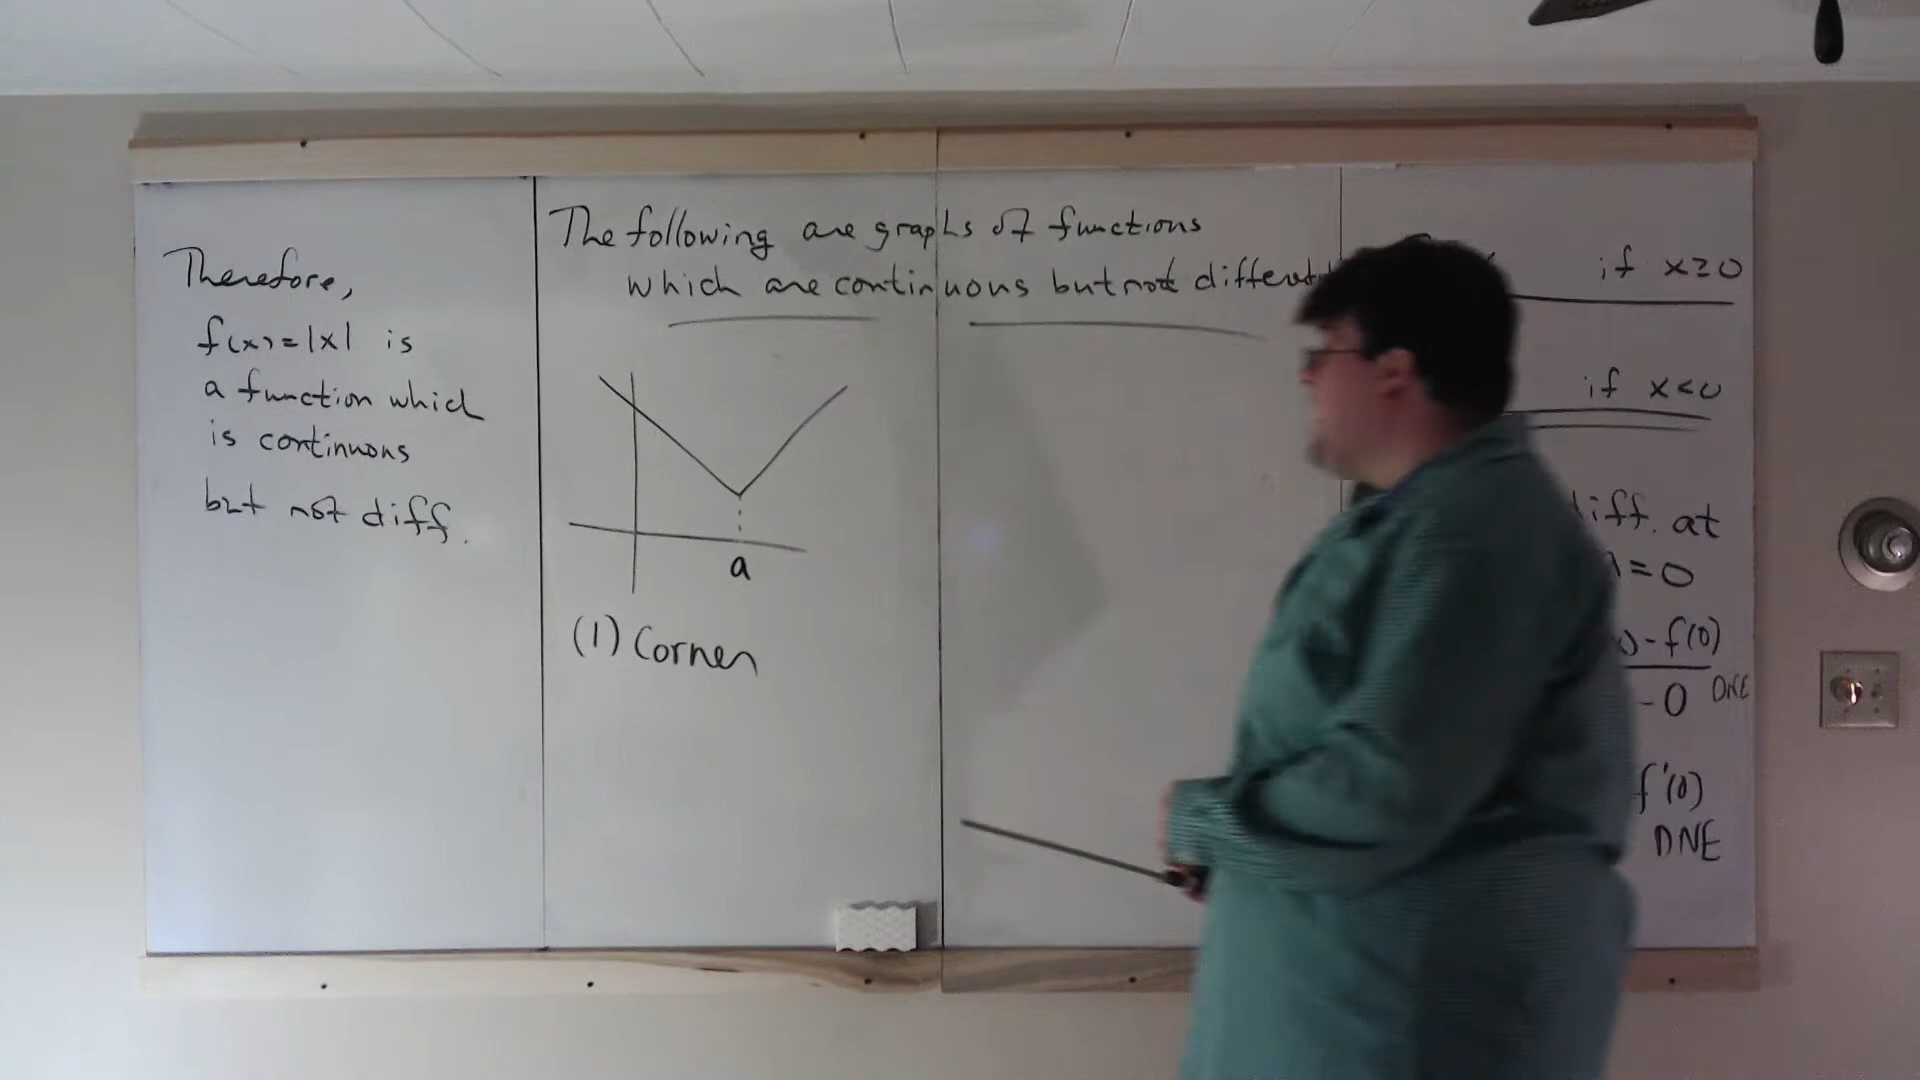 Therefore,
f(x)=|x| is
a function which
is continuous
but not diff.
The following are graphs of functions
which are continuous but not
a
(1) Corner
if x≥0
if x<0
diff. at
=0
)-f(0)
-0 DNE
f'(0)
DNE